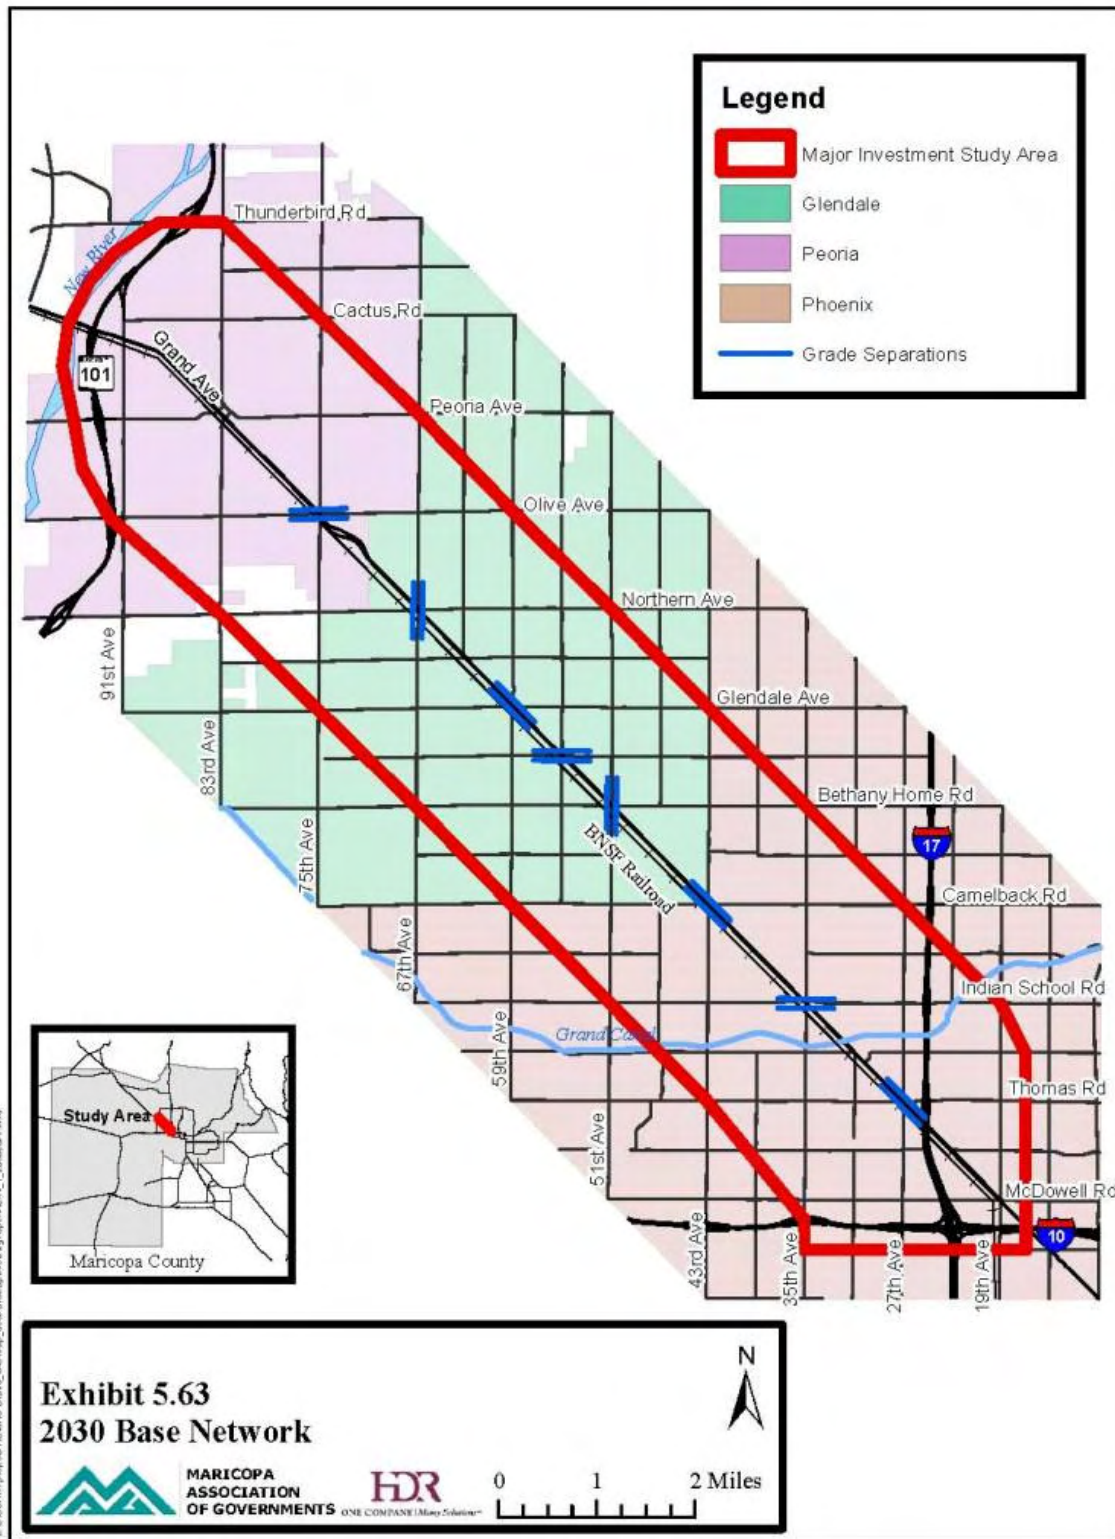 Legend
Major Investment Study Area
Glendale
Peoria
Phoenix
Grade Separations
Thunderbird Rd
New River
Cactus Rd
Grand Ave
101
Peoria Ave
Olive Ave
Northern Ave
91st Ave
Glendale Ave
83rd Ave
Bethany Home Rd
BNSF Railroad
17
75th Ave
Camelback Rd
67th Ave
Indian School Rd
Grand Canal
59th Ave
Thomas Rd
51st Ave
McDowell Rd
43rd Ave
35th Ave
27th Ave
19th Ave
10
Study Area
Maricopa County
Exhibit 5.63
2030 Base Network
MARICOPA
ASSOCIATION
OF GOVERNMENTS
HDR
ONE COMPANY | Many Solutions
N
0 1 2 Miles